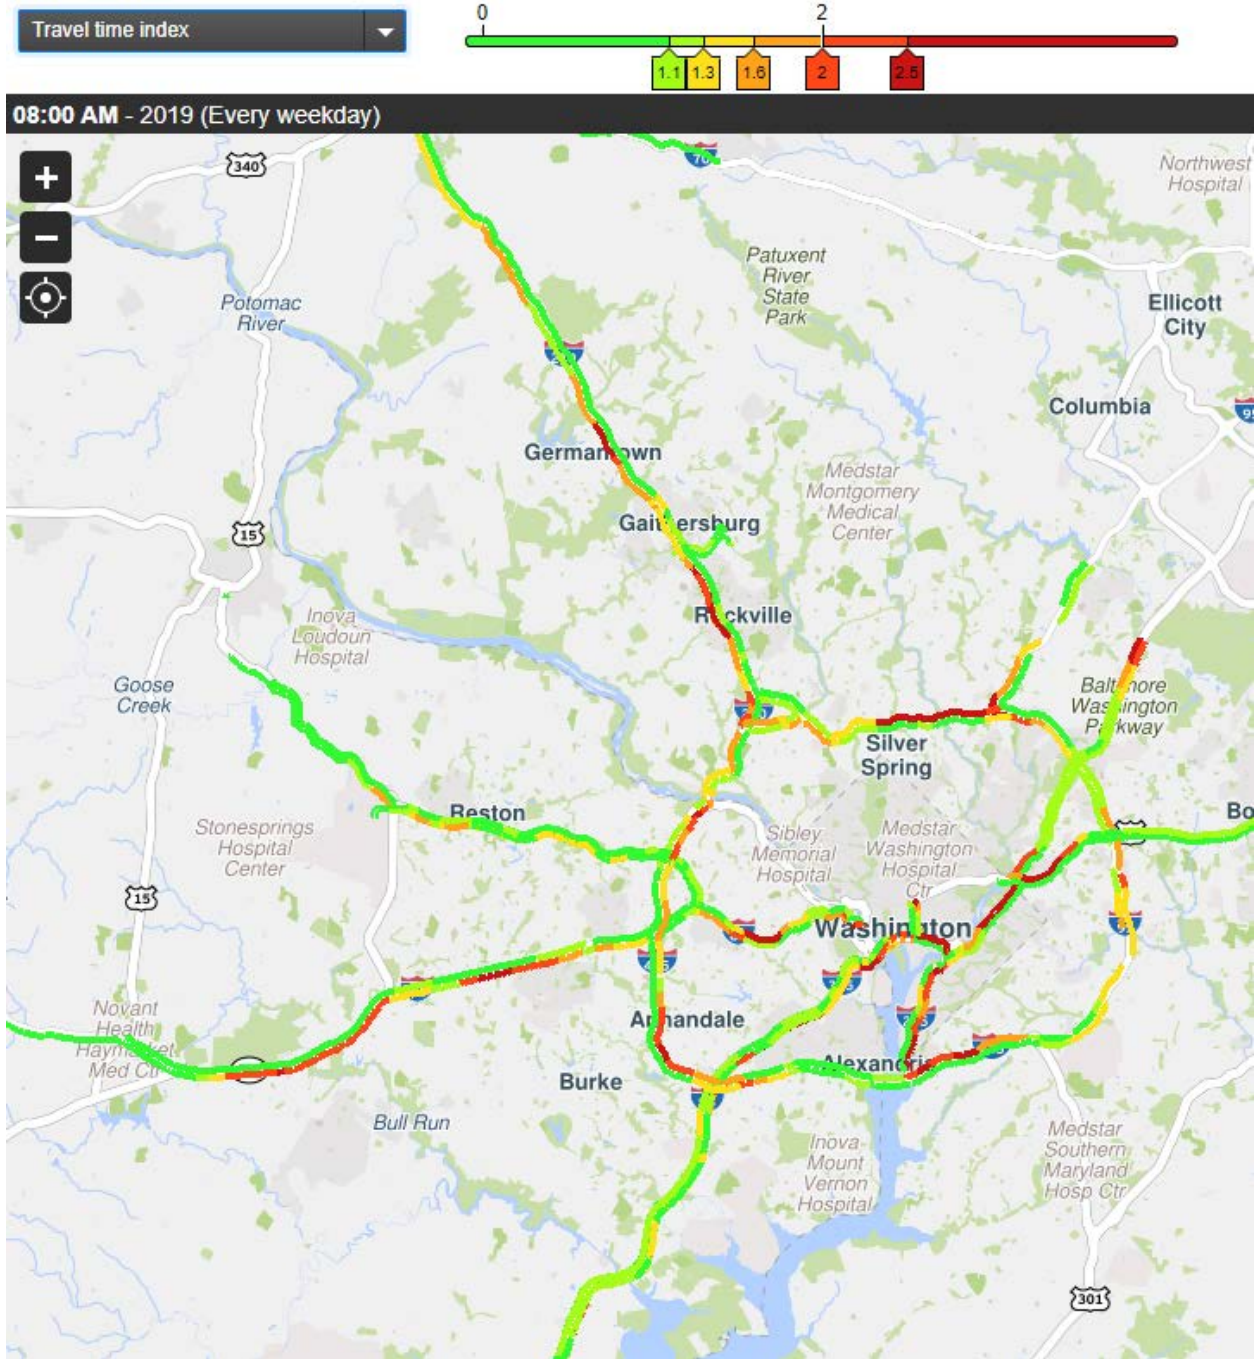 Travel time index
0 2
1.1 1.3 1.6 2 2.5
08:00 AM - 2019 (Every weekday)
+
−
340
70
Northwest
Hospital
Patuxent
River
State
Park
Potomac
River
Ellicott
City
Columbia
95
Germantown
Medstar
Montgomery
Medical
Center
Gaithersburg
15
Rockville
Inova
Loudoun
Hospital
Goose
Creek
Baltimore
Washington
Parkway
Silver
Spring
Reston
Bo
Stonesprings
Hospital
Center
Sibley
Memorial
Hospital
Medstar
Washington
Hospital
Ctr
15
Washington
Novant
Health
Haymarket
Med Ctr
Annandale
Alexandria
Burke
Bull Run
Inova
Mount
Vernon
Hospital
Medstar
Southern
Maryland
Hosp Ctr
301